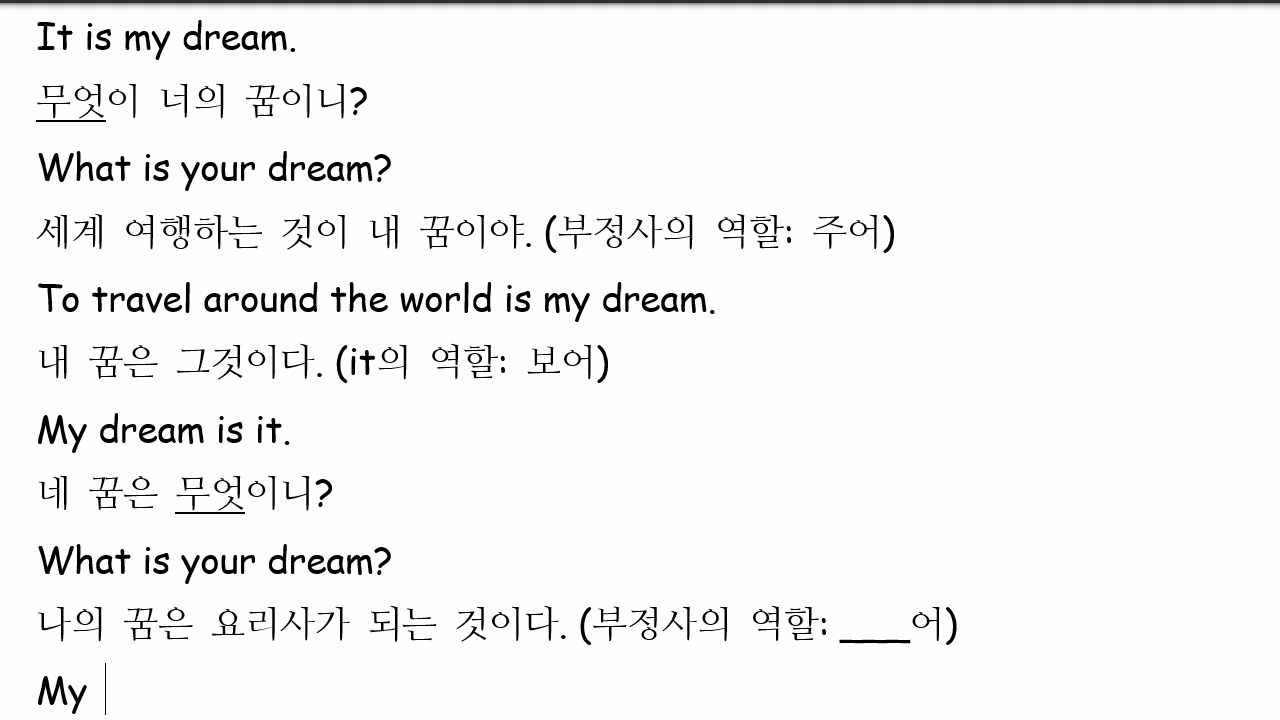 It is my dream.
무엇이 너의 꿈이니?
What is your dream?
세계 여행하는 것이 내 꿈이야. (부정사의 역할: 주어)
To travel around the world is my dream.
내 꿈은 그것이다. (it의 역할: 보어)
My dream is it.
네 꿈은 무엇이니?
What is your dream?
나의 꿈은 요리사가 되는 것이다. (부정사의 역할: ____어)
My